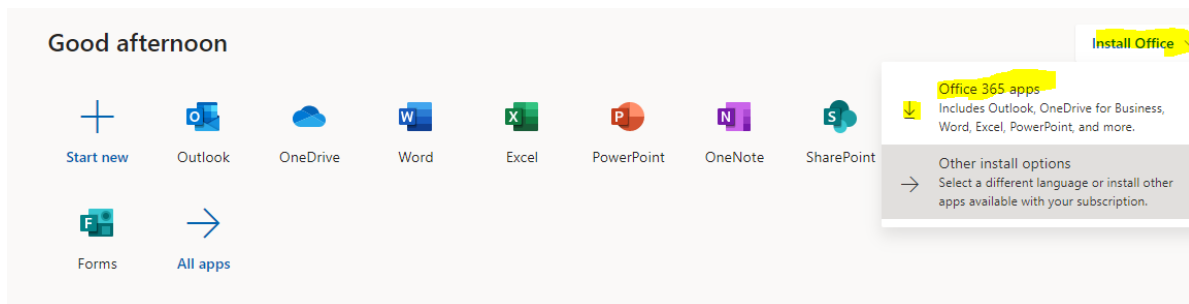 Good afternoon
Install Office
Office 365 apps
Includes Outlook, OneDrive for Business,
Word, Excel, PowerPoint, and more.
Start new
Outlook
OneDrive
Word
Excel
PowerPoint
OneNote
SharePoint
Other install options
Select a different language or install other
apps available with your subscription.
Forms
All apps